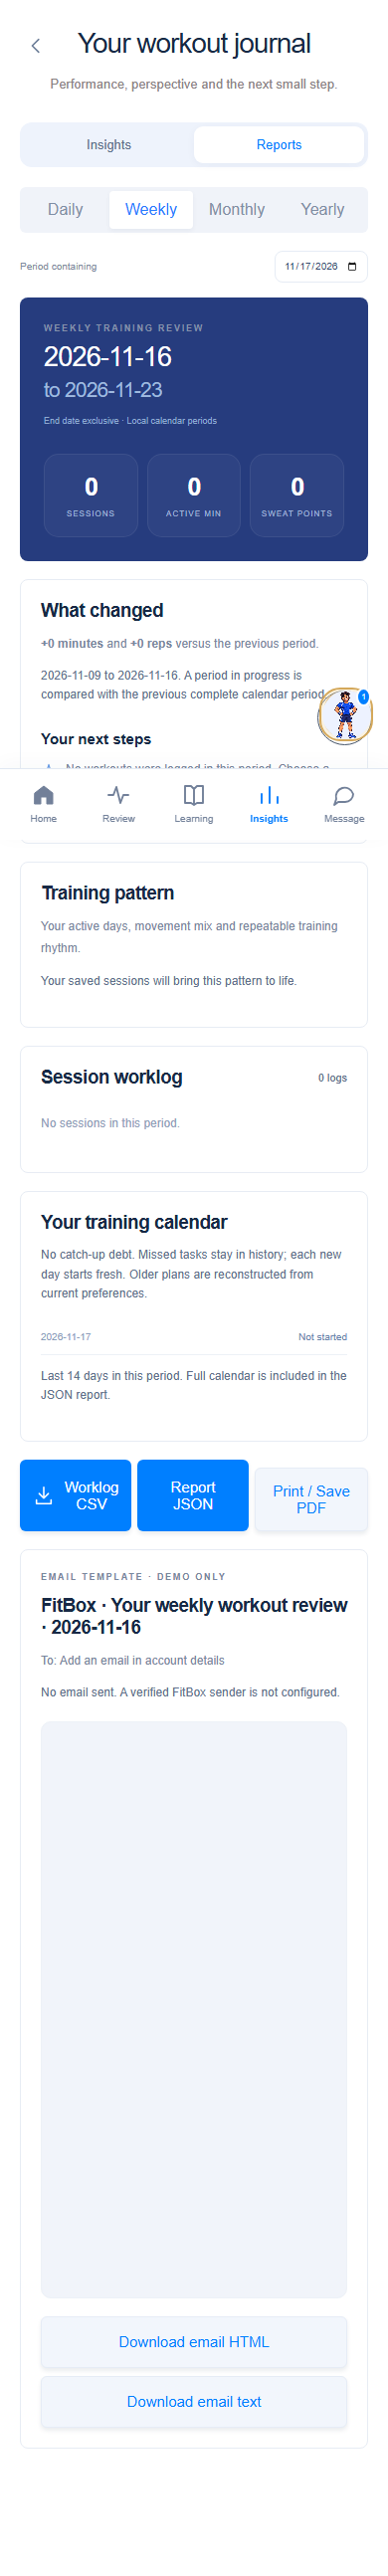 Your workout journal
Performance, perspective and the next small step.
Insights
Reports
Daily
Weekly
Monthly
Yearly
Period containing
11/17/2026
WEEKLY TRAINING REVIEW
2026-11-16
to 2026-11-23
End date exclusive · Local calendar periods
0
SESSIONS
0
ACTIVE MIN
0
SWEAT POINTS
What changed
+0 minutes and +0 reps versus the previous period.
2026-11-09 to 2026-11-16. A period in progress is
compared with the previous complete calendar period
1
Your next steps
No workouts were logged in this period. Choose a
Home
Review
Learning
Insights
Message
Training pattern
Your active days, movement mix and repeatable training
rhythm.
Your saved sessions will bring this pattern to life.
Session worklog
0 logs
No sessions in this period.
Your training calendar
No catch-up debt. Missed tasks stay in history; each new
day starts fresh. Older plans are reconstructed from
current preferences.
2026-11-17
Not started
Last 14 days in this period. Full calendar is included in the
JSON report.
Worklog
CSV
Report
JSON
Print / Save
PDF
EMAIL TEMPLATE · DEMO ONLY
FitBox · Your weekly workout review
· 2026-11-16
To: Add an email in account details
No email sent. A verified FitBox sender is not configured.
Download email HTML
Download email text